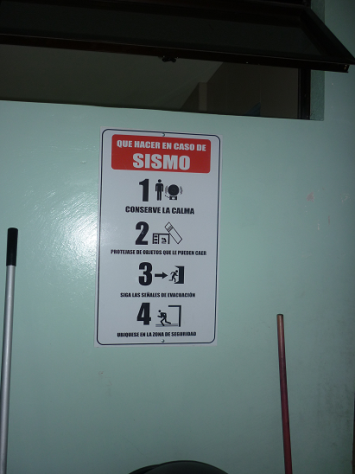 QUE HACER EN CASO DE
SISMO
1
CONSERVE LA CALMA
2
PROTEJASE DE OBJETOS QUE SE PUEDEN CAER
3
SIGA LAS SEÑALES DE EVACUACIÓN
4
UBIQUESE EN LA ZONA DE SEGURIDAD